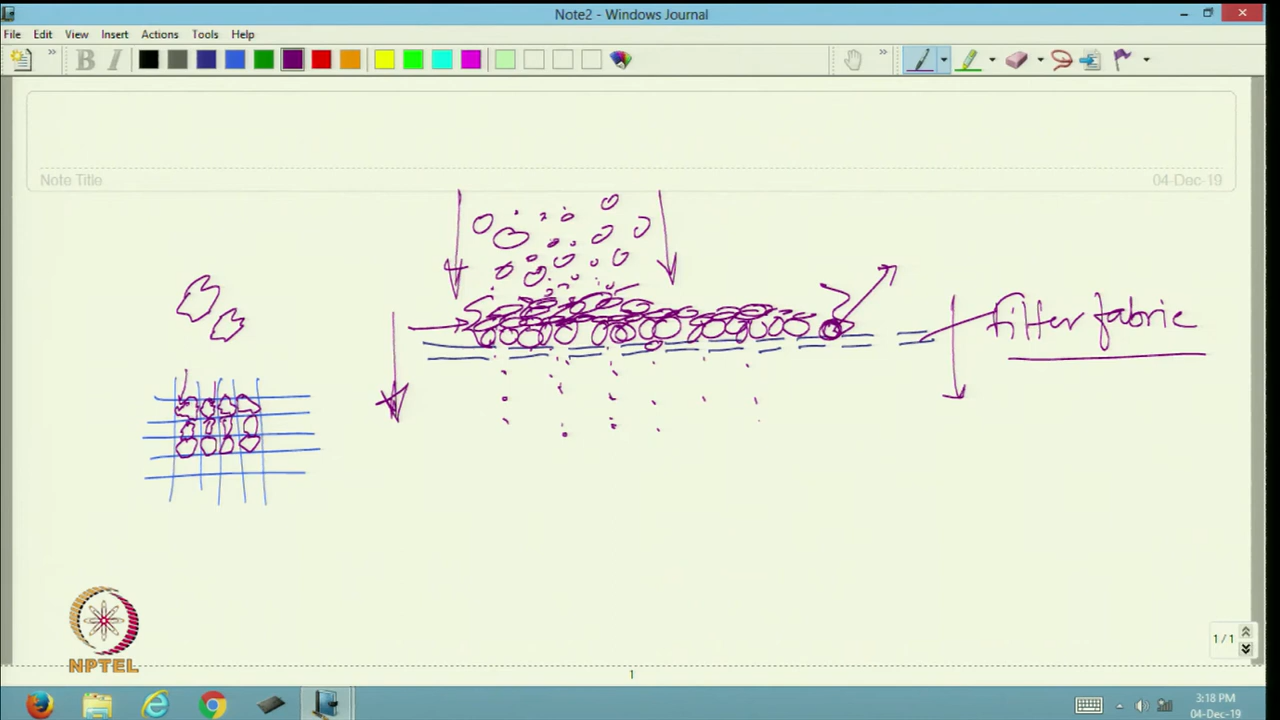 Note2 - Windows Journal
File Edit View Insert Actions Tools Help
B I
Note Title
04-Dec-19
filter fabric
NPTEL
1/1
1
3:18 PM
04-Dec-19